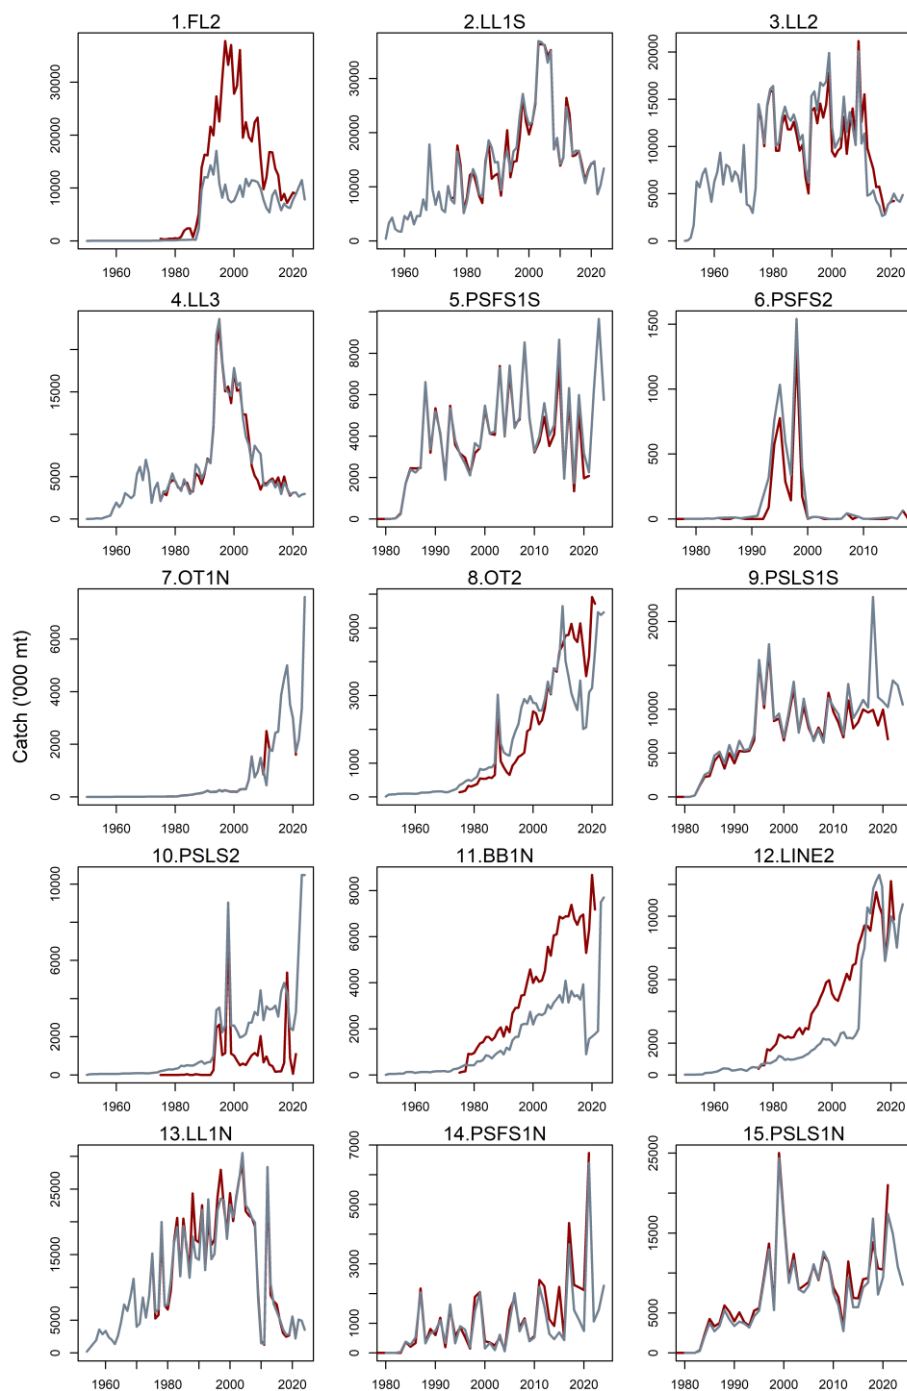 1.FL2
0 10000 20000 30000
1960 1980 2000 2020
2.LL1S
0 10000 20000 30000
1960 1980 2000 2020
3.LL2
0 5000 10000 15000 20000
1960 1980 2000 2020
4.LL3
0 5000 15000
1960 1980 2000 2020
5.PSFS1S
0 2000 4000 6000 8000
1980 1990 2000 2010 2020
6.PSFS2
0 500 1000 1500
1980 1990 2000 2010
Catch ('000 mt)
7.OT1N
0 2000 4000 6000
1960 1980 2000 2020
8.OT2
0 1000 3000 5000
1960 1980 2000 2020
9.PSLS1S
0 5000 10000 15000 20000
1980 1990 2000 2010 2020
10.PSLS2
0 2000 6000 10000
1960 1980 2000 2020
11.BB1N
0 2000 4000 6000 8000
1960 1980 2000 2020
12.LINE2
0 2000 6000 10000
1960 1980 2000 2020
13.LL1N
0 5000 15000 25000
1960 1980 2000 2020
14.PSFS1N
0 1000 3000 5000 7000
1980 1990 2000 2010 2020
15.PSLS1N
0 5000 15000 25000
1980 1990 2000 2010 2020